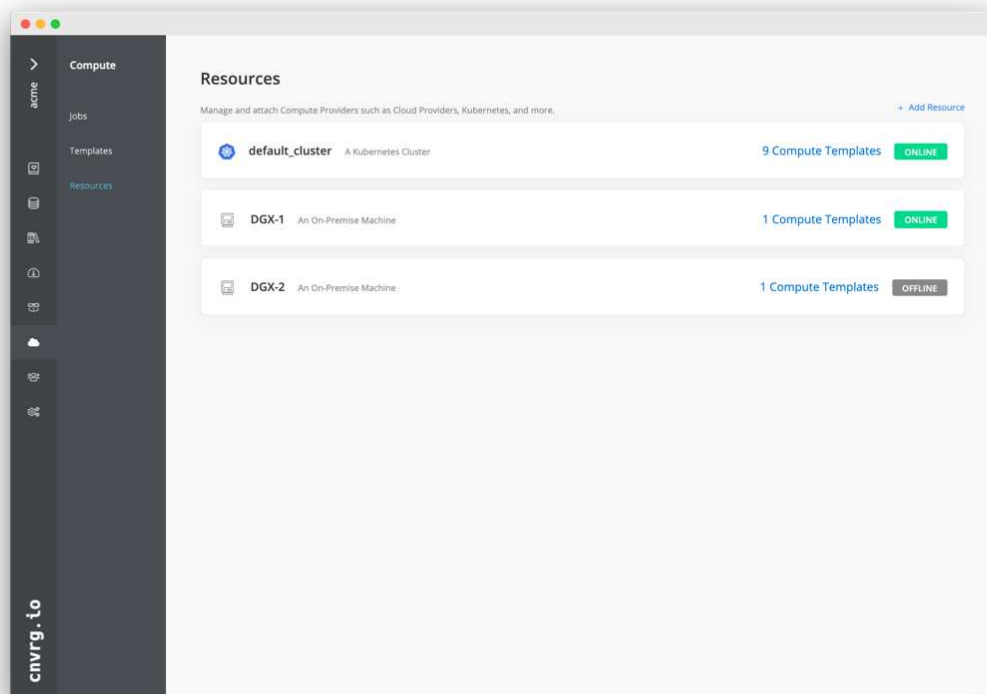 acme
Compute
Jobs
Templates
Resources
cnvrg.io
Resources
Manage and attach Compute Providers such as Cloud Providers, Kubernetes, and more.
+ Add Resource
default_cluster A Kubernetes Cluster 9 Compute Templates ONLINE
DGX-1 An On-Premise Machine 1 Compute Templates ONLINE
DGX-2 An On-Premise Machine 1 Compute Templates OFFLINE